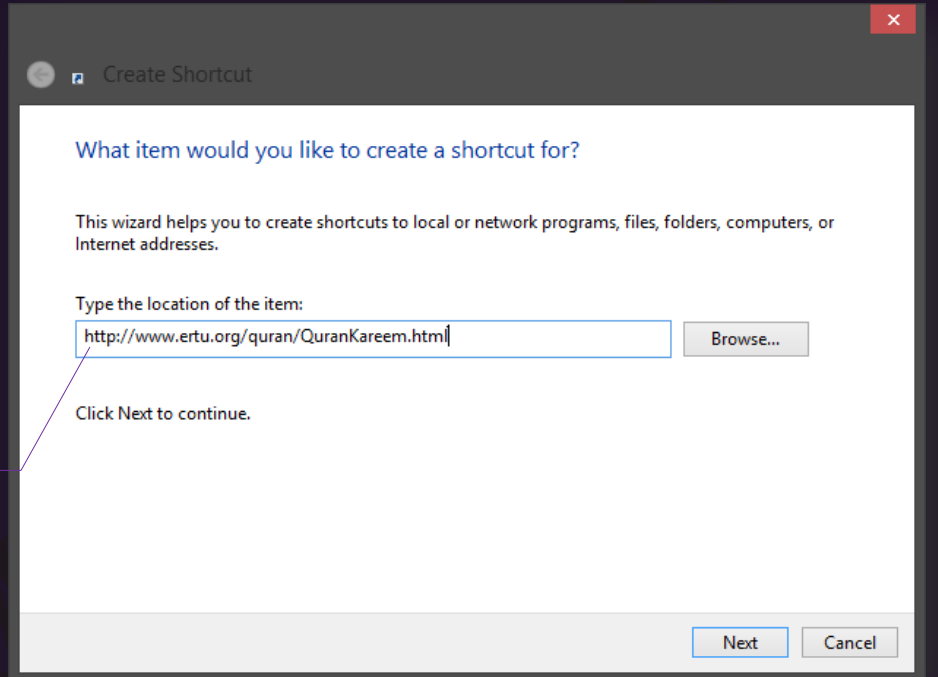 Create Shortcut
What item would you like to create a shortcut for?
This wizard helps you to create shortcuts to local or network programs, files, folders, computers, or
Internet addresses.
Type the location of the item:
http://www.ertu.org/quran/QuranKareem.html
Browse...
Click Next to continue.
Next
Cancel